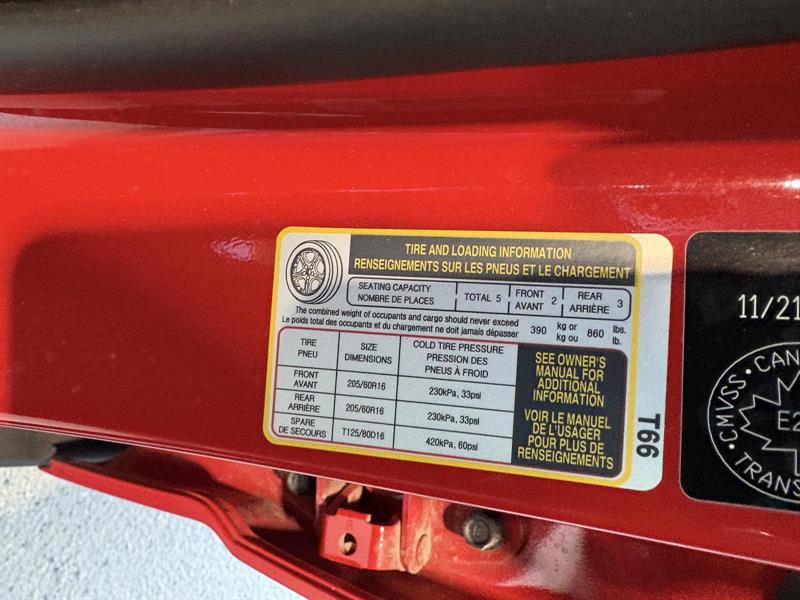 TIRE AND LOADING INFORMATION
RENSEIGNEMENTS SUR LES PNEUS ET LE CHARGEMENT
SEATING CAPACITY
NOMBRE DE PLACES
TOTAL 5
FRONT
AVANT 2
REAR
ARRIÈRE 3
The combined weight of occupants and cargo should never exceed
Le poids total des occupants et du chargement ne doit jamais dépasser
390 kg or
kg ou
860 lbs.
lb.
TIRE
PNEU
SIZE
DIMENSIONS
COLD TIRE PRESSURE
PRESSION DES
PNEUS À FROID
FRONT
AVANT
205/60R16
230kPa, 33psi
REAR
ARRIÈRE
205/60R16
230kPa, 33psi
SPARE
DE SECOURS
T125/80D16
420kPa, 60psi
SEE OWNER'S
MANUAL FOR
ADDITIONAL
INFORMATION
VOIR LE MANUEL
DE L'USAGER
POUR PLUS DE
RENSEIGNEMENTS
T66
11/21
CMVSS
CAN
E2
TRANS